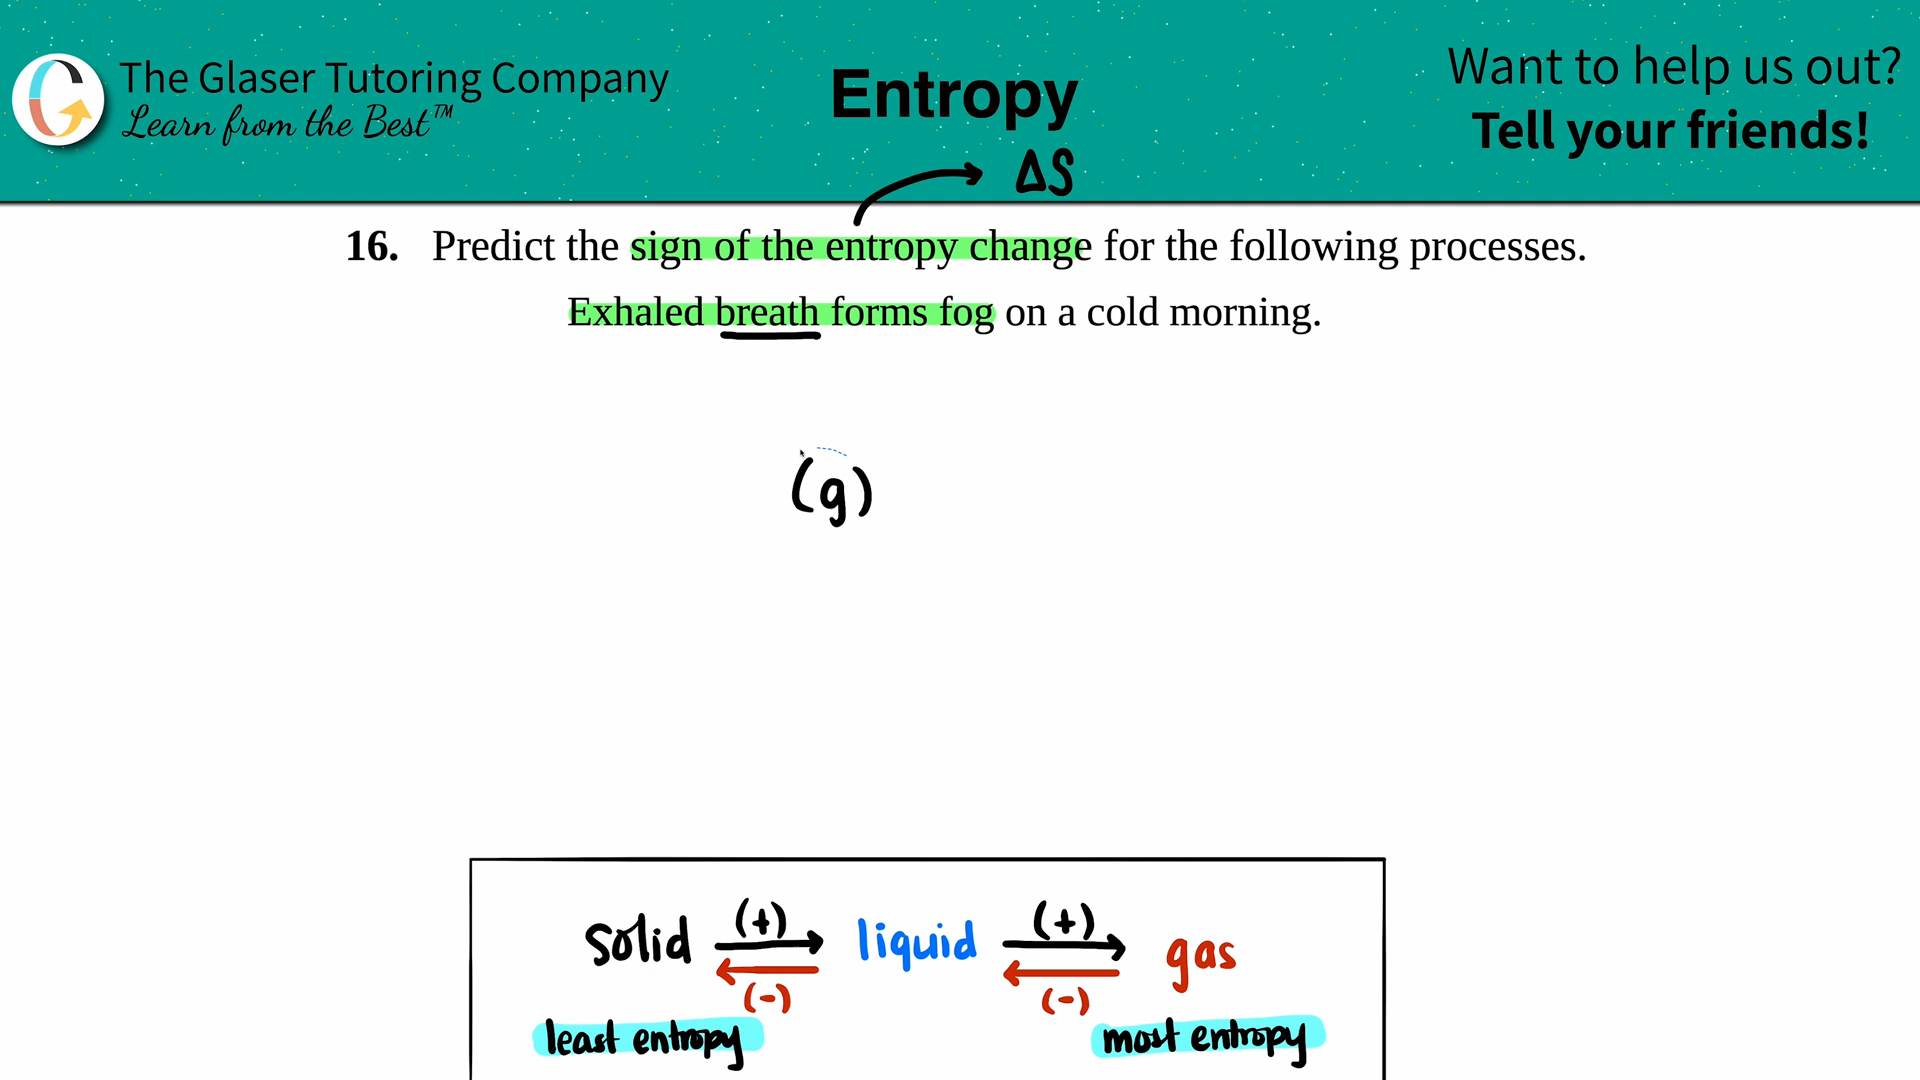 The Glaser Tutoring Company
Learn from the Best™
Entropy
Want to help us out?
Tell your friends!
ΔS
16. Predict the sign of the entropy change for the following processes.
Exhaled breath forms fog on a cold morning.
(g)
(+) (+)
solid liquid gas
(-) (-)
least entropy most entropy